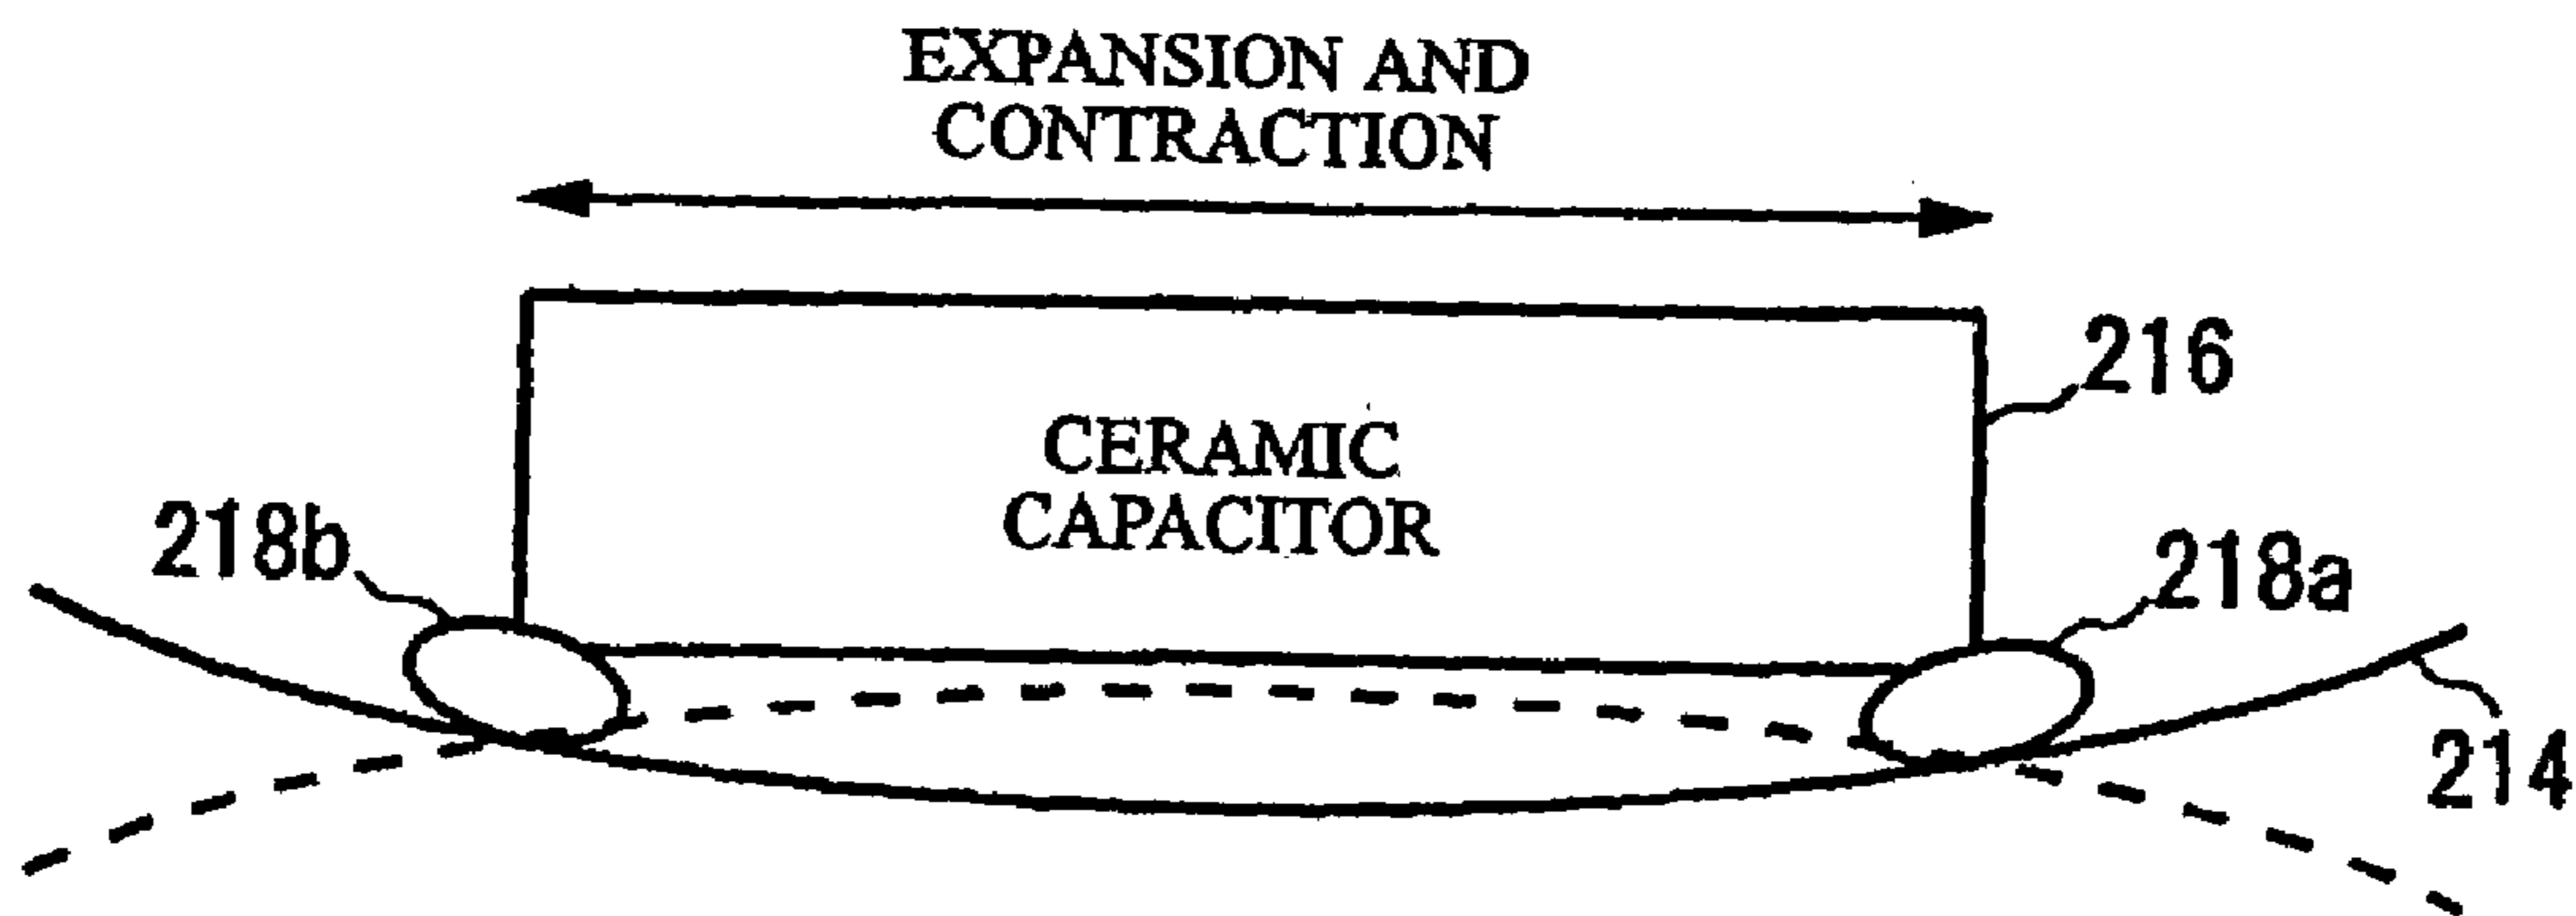 EXPANSION AND
CONTRACTION
216
CERAMIC
CAPACITOR
218b
218a
214